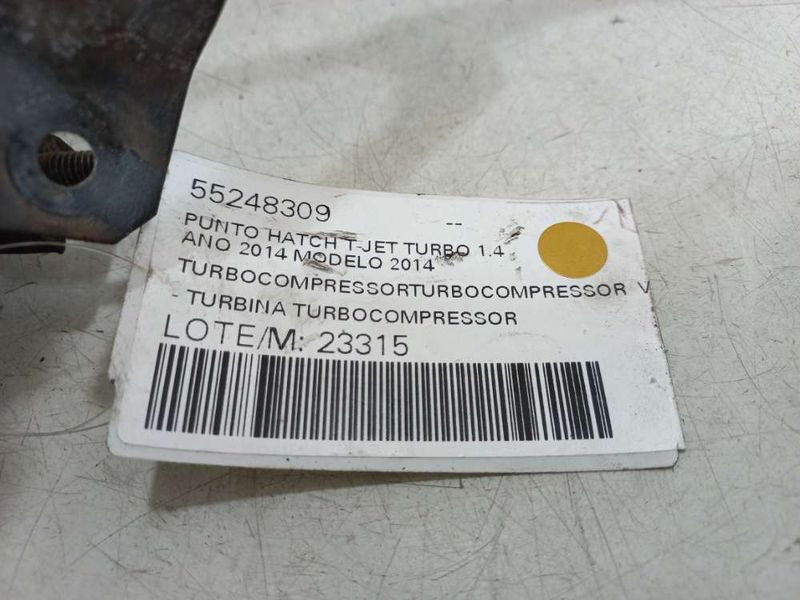 55248309 --
PUNTO HATCH T-JET TURBO 1.4
ANO 2014 MODELO 2014
TURBOCOMPRESSORTURBOCOMPRESSOR V
- TURBINA TURBOCOMPRESSOR
LOTE/M: 23315